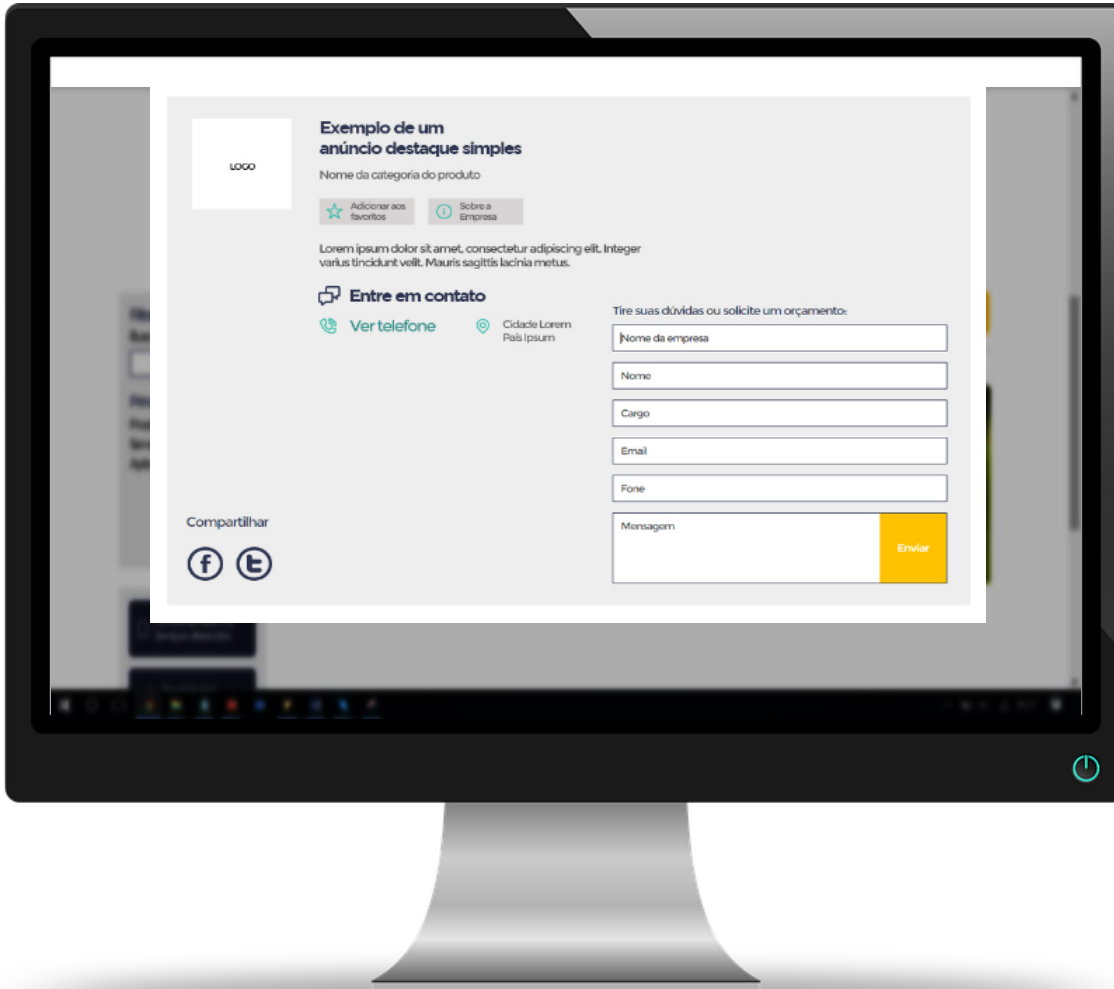 LOGO
Exemplo de um
anúncio destaque simples
Nome da categoria do produto
Adicionar aos
favoritos
Sobre a
Empresa
Lorem ipsum dolor sit amet, consectetur adipiscing elit. Integer
varius tincidunt velit. Mauris sagittis lacinia metus.
Entre em contato
Ver telefone
Cidade Lorem
País Ipsum
Tire suas dúvidas ou solicite um orçamento:
Nome da empresa
Nome
Cargo
Email
Fone
Mensagem
Enviar
Compartilhar